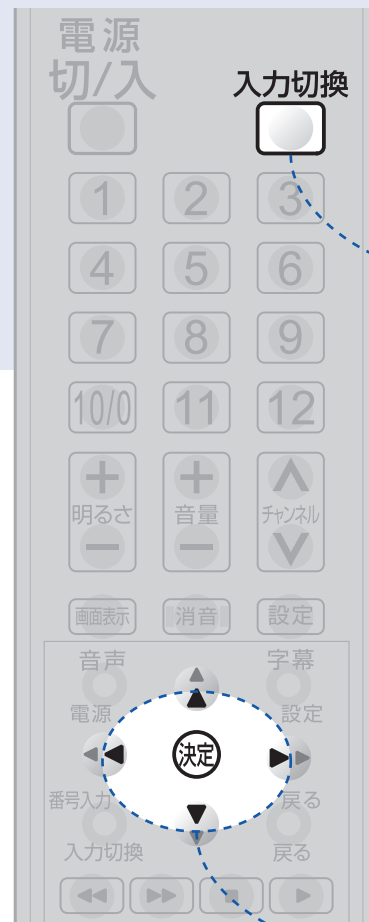 電源
切/入
入力切換
1 2 3
4 5 6
7 8 9
10/0 11 12
明るさ 音量 チャンネル
画面表示 消音 設定
音声 字幕
電源 設定
決定
番号入力 戻る
入力切換 戻る